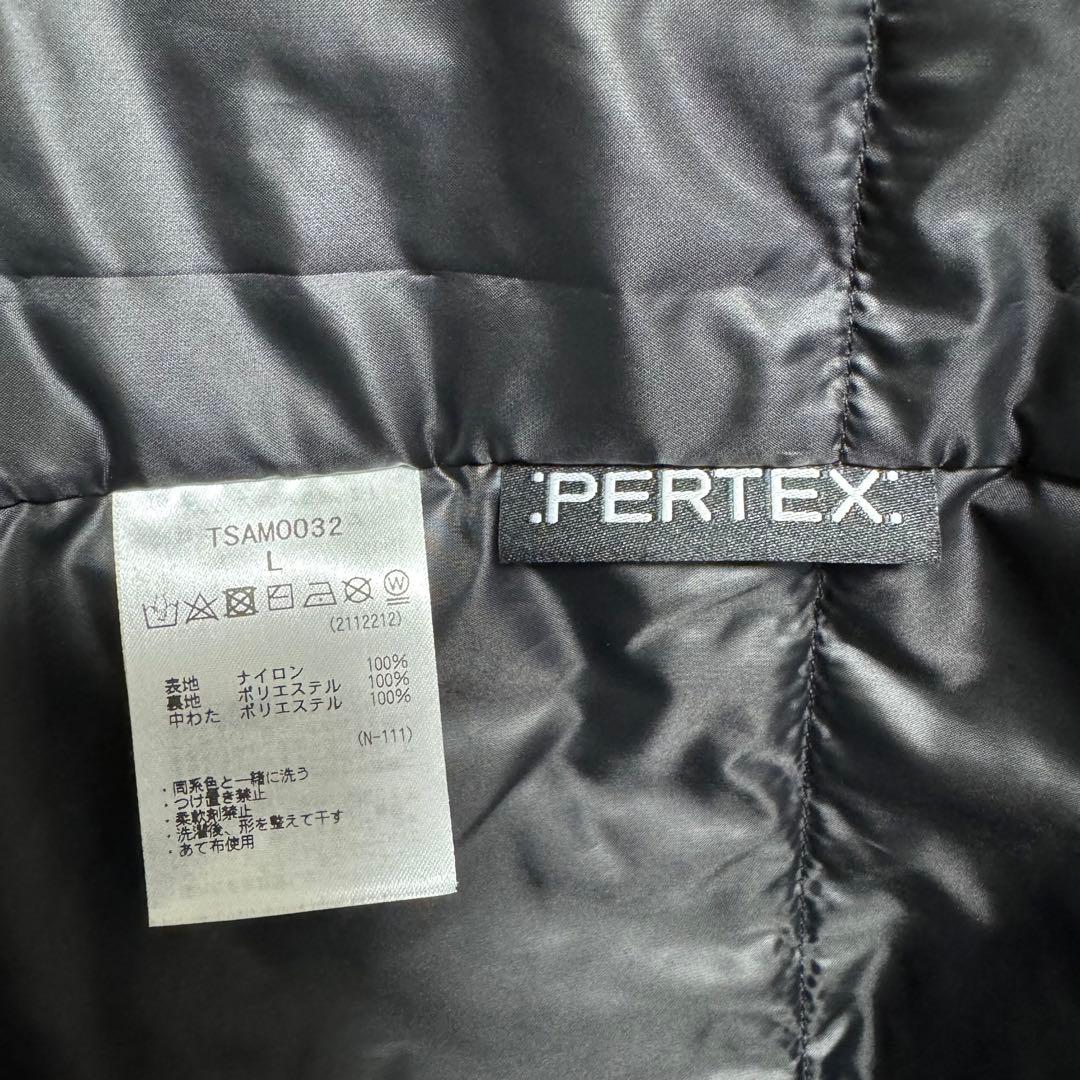 TSAM0032
L
W
(2112212)
表地 ナイロン 100%
裏地 ポリエステル 100%
中わた ポリエステル 100%
(N-111)
・同系色と一緒に洗う
・つけ置き禁止
・柔軟剤禁止
・洗濯後、形を整えて干す
・あて布使用
:PERTEX: